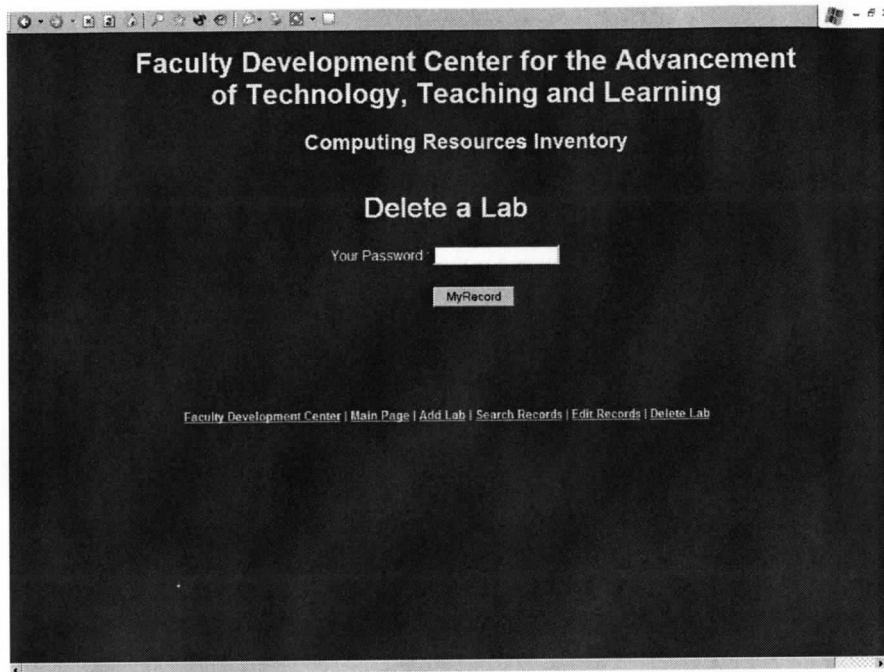 Faculty Development Center for the Advancement
of Technology, Teaching and Learning
Computing Resources Inventory
Delete a Lab
Your Password :
MyRecord
Faculty Development Center | Main Page | Add Lab | Search Records | Edit Records | Delete Lab